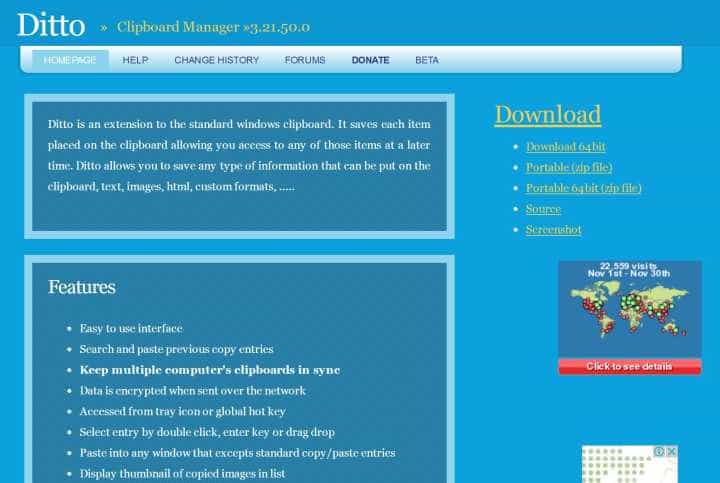 Ditto » Clipboard Manager »3.21.50.0
HOMEPAGE HELP CHANGE HISTORY FORUMS DONATE BETA
Ditto is an extension to the standard windows clipboard. It saves each item
placed on the clipboard allowing you access to any of those items at a later
time. Ditto allows you to save any type of information that can be put on the
clipboard, text, images, html, custom formats, .....
Features
Easy to use interface
Search and paste previous copy entries
Keep multiple computer's clipboards in sync
Data is encrypted when sent over the network
Accessed from tray icon or global hot key
Select entry by double click, enter key or drag drop
Paste into any window that excepts standard copy/paste entries
Display thumbnail of copied images in list
Download
Download 64bit
Portable (zip file)
Portable 64bit (zip file)
Source
Screenshot
22,559 visits
Nov 1st - Nov 30th
Click to see details